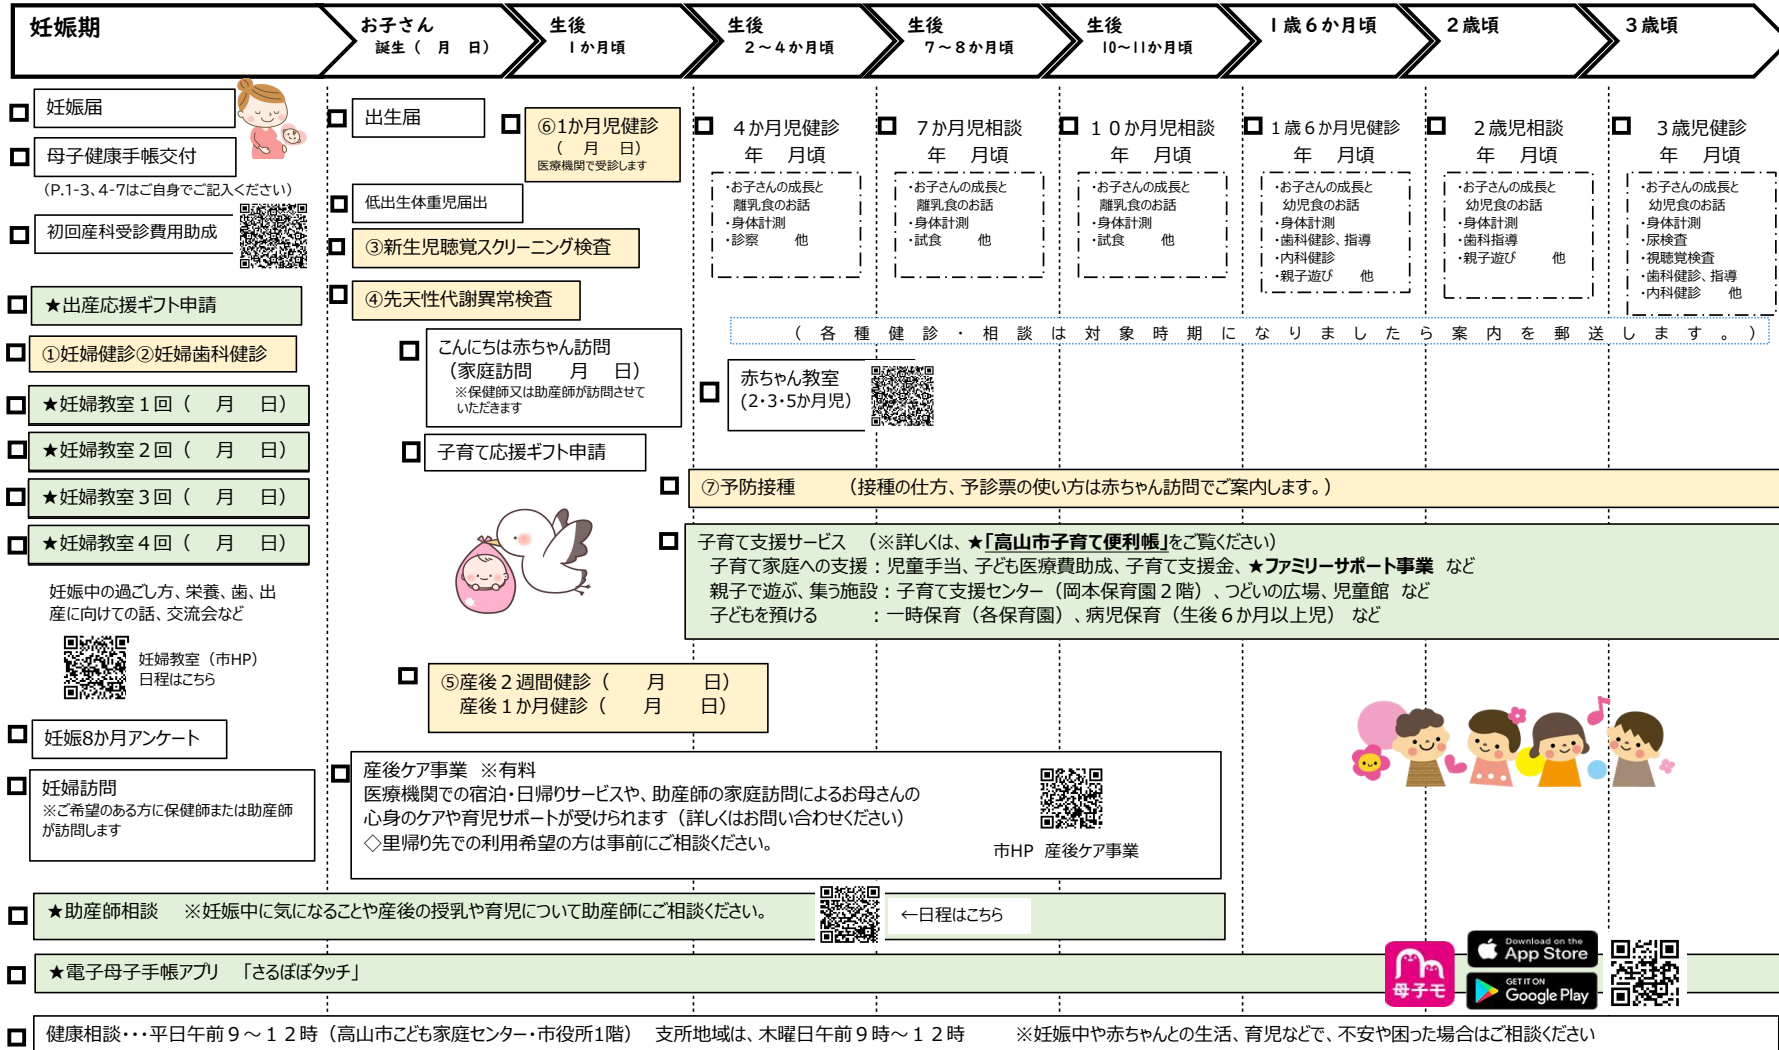 妊娠期
お子さん
誕生（　月　日）
生後
1か月頃
生後
2～4か月頃
生後
7～8か月頃
生後
10～11か月頃
1歳6か月頃
2歳頃
3歳頃
妊娠届
母子健康手帳交付
（P.1-3、4-7はご自身でご記入ください）
初回産科受診費用助成
★出産応援ギフト申請
①妊婦健診②妊婦歯科健診
★妊婦教室1回（　月　日）
★妊婦教室2回（　月　日）
★妊婦教室3回（　月　日）
★妊婦教室4回（　月　日）
妊娠中の過ごし方、栄養、歯、出
産に向けての話、交流会など
妊婦教室（市HP）
日程はこちら
妊娠8か月アンケート
妊婦訪問
※ご希望のある方に保健師または助産師
が訪問します
出生届
⑥1か月児健診
（　月　日）
医療機関で受診します
低出生体重児届出
③新生児聴覚スクリーニング検査
④先天性代謝異常検査
こんにちは赤ちゃん訪問
（家庭訪問　月　日）
※保健師又は助産師が訪問させて
いただきます
子育て応援ギフト申請
4か月児健診
年　月頃
・お子さんの成長と
離乳食のお話
・身体計測
・診察　他
7か月児相談
年　月頃
・お子さんの成長と
離乳食のお話
・身体計測
・試食　他
10か月児相談
年　月頃
・お子さんの成長と
離乳食のお話
・身体計測
・試食　他
1歳6か月児健診
年　月頃
・お子さんの成長と
幼児食のお話
・身体計測
・歯科健診、指導
・内科健診
・親子遊び　他
2歳児相談
年　月頃
・お子さんの成長と
幼児食のお話
・身体計測
・歯科指導
・親子遊び　他
3歳児健診
年　月頃
・お子さんの成長と
幼児食のお話
・身体計測
・尿検査
・視聴覚検査
・歯科健診、指導
・内科健診　他
（各種健診・相談は対象時期になりましたら案内を郵送します。）
赤ちゃん教室
(2・3・5か月児)
⑦予防接種　（接種の仕方、予診票の使い方は赤ちゃん訪問でご案内します。）
子育て支援サービス　（※詳しくは、★「高山市子育て便利帳」をご覧ください）
子育て家庭への支援：児童手当、子ども医療費助成、子育て支援金、★ファミリーサポート事業　など
親子で遊ぶ、集う施設：子育て支援センター（岡本保育園2階）、つどいの広場、児童館　など
子どもを預ける　：一時保育（各保育園）、病児保育（生後6か月以上児）　など
⑤産後2週間健診（　月　日）
産後1か月健診（　月　日）
産後ケア事業　※有料
医療機関での宿泊・日帰りサービスや、助産師の家庭訪問によるお母さんの
心身のケアや育児サポートが受けられます（詳しくはお問い合わせください）
◇里帰り先での利用希望の方は事前にご相談ください。
市HP　産後ケア事業
★助産師相談　※妊娠中に気になることや産後の授乳や育児について助産師にご相談ください。
←日程はこちら
★電子母子手帳アプリ　「さるぼぼタッチ」
母子モ
Download on the
App Store
GET IT ON
Google Play
健康相談・・・平日午前9～12時（高山市こども家庭センター・市役所1階）　支所地域は、木曜日午前9時～12時　※妊娠中や赤ちゃんとの生活、育児などで、不安や困った場合はご相談ください